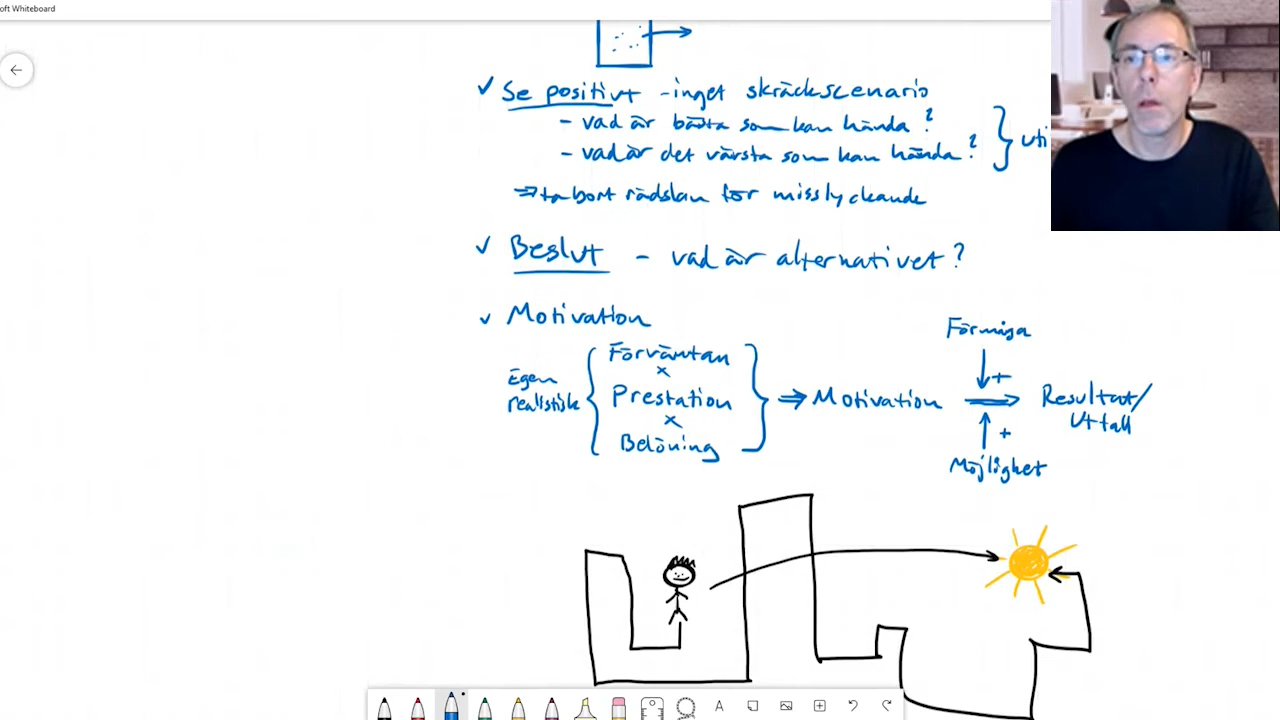 oft Whiteboard
✓ Se positivt - inget skräckscenario
- vad är bästa som kan hända?
- vad är det värsta som kan hända?
} uti
⇒ ta bort rädslan för misslyckande
✓ Beslut - vad är alternativet?
✓ Motivation
Förmåga
Egen realistisk { Förväntan
x
Prestation } ⇒ Motivation → Resultat/
Utfall
x
Belöning
+
+
Möjlighet
A